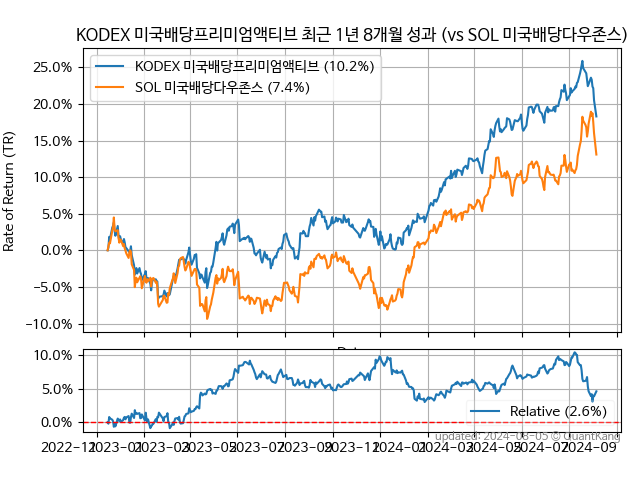 KODEX 미국배당프리미엄액티브 최근 1년 8개월 성과 (vs SOL 미국배당다우존스)
Rate of Return (TR)
25.0%
20.0%
15.0%
10.0%
5.0%
0.0%
−5.0%
−10.0%
KODEX 미국배당프리미엄액티브 (10.2%)
SOL 미국배당다우존스 (7.4%)
10.0%
5.0%
0.0%
Relative (2.6%)
updated: 2024-08-05 © QuantKang
2022-11 2023-01 2023-03 2023-05 2023-07 2023-09 2023-11 2024-01 2024-03 2024-05 2024-07 2024-09